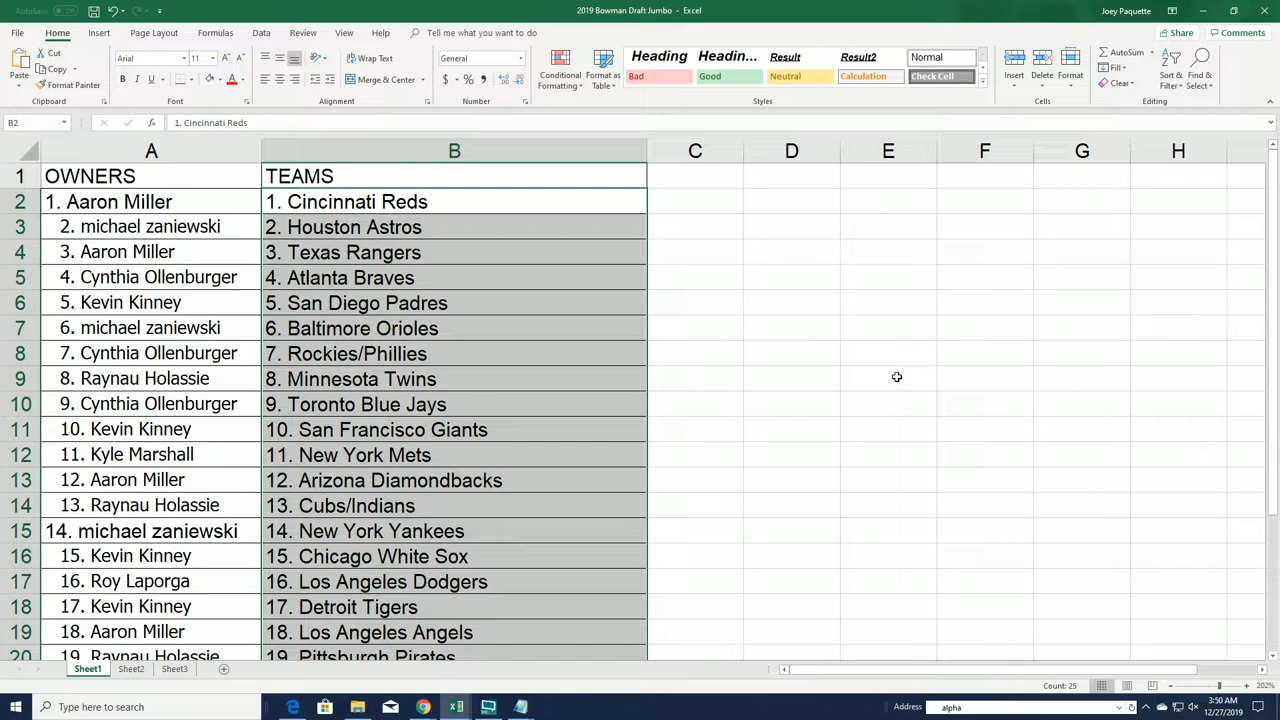 AutoSave Off
2019 Bowman Draft Jumbo - Excel
Joey Paquette
File Home Insert Page Layout Formulas Data Review View Help Tell me what you want to do
Share Comments
Paste Cut Copy Format Painter
Clipboard
Arial 11
B I U
Font
Wrap Text
Merge & Center
Alignment
General
$ % ,
Number
Conditional Formatting Format as Table
Heading Headin... Result Result2 Normal
Bad Good Neutral Calculation Check Cell
Styles
Insert Delete Format
Cells
AutoSum Fill Clear Sort & Filter Find & Select
Editing
B2 fx 1. Cincinnati Reds
A B C D E F G H
1 OWNERS TEAMS
2 1. Aaron Miller 1. Cincinnati Reds
3 2. michael zaniewski 2. Houston Astros
4 3. Aaron Miller 3. Texas Rangers
5 4. Cynthia Ollenburger 4. Atlanta Braves
6 5. Kevin Kinney 5. San Diego Padres
7 6. michael zaniewski 6. Baltimore Orioles
8 7. Cynthia Ollenburger 7. Rockies/Phillies
9 8. Raynau Holassie 8. Minnesota Twins
10 9. Cynthia Ollenburger 9. Toronto Blue Jays
11 10. Kevin Kinney 10. San Francisco Giants
12 11. Kyle Marshall 11. New York Mets
13 12. Aaron Miller 12. Arizona Diamondbacks
14 13. Raynau Holassie 13. Cubs/Indians
15 14. michael zaniewski 14. New York Yankees
16 15. Kevin Kinney 15. Chicago White Sox
17 16. Roy Laporga 16. Los Angeles Dodgers
18 17. Kevin Kinney 17. Detroit Tigers
19 18. Aaron Miller 18. Los Angeles Angels
20 19. Raynau Holassie 19. Pittsburgh Pirates
Sheet1 Sheet2 Sheet3
Count: 25 202%
Type here to search
Address alpha
3:50 AM
12/27/2019